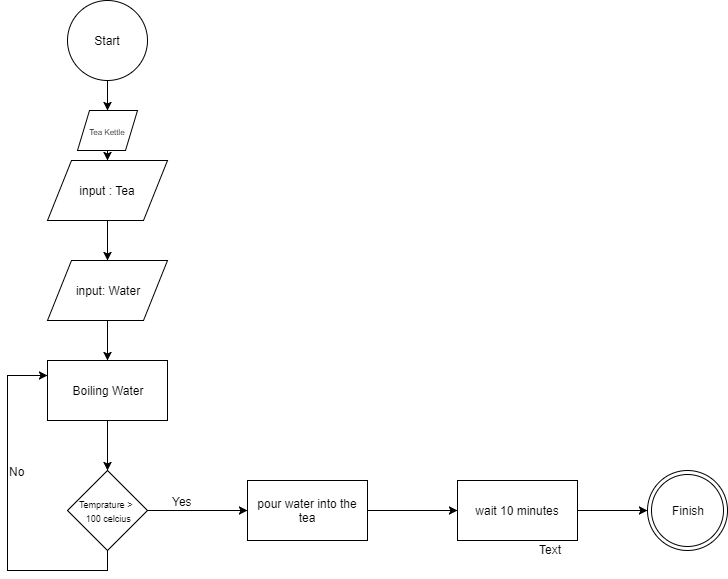 Start
Tea Kettle
input : Tea
input: Water
Boiling Water
No
Temprature >
100 celcius
Yes
pour water into the
tea
wait 10 minutes
Text
Finish